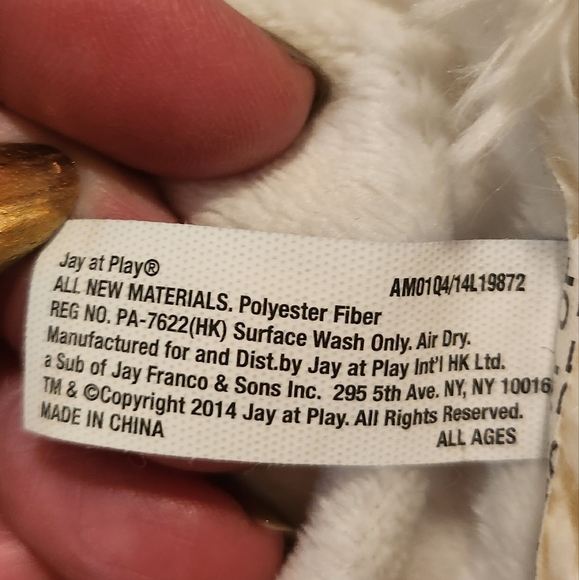 Jay at Play®
AM01Q4/14L19872
ALL NEW MATERIALS. Polyester Fiber
REG NO. PA-7622(HK) Surface Wash Only. Air Dry.
Manufactured for and Dist.by Jay at Play Int'l HK Ltd.
a Sub of Jay Franco & Sons Inc. 295 5th Ave. NY, NY 10016
TM & ©Copyright 2014 Jay at Play. All Rights Reserved.
MADE IN CHINA
ALL AGES